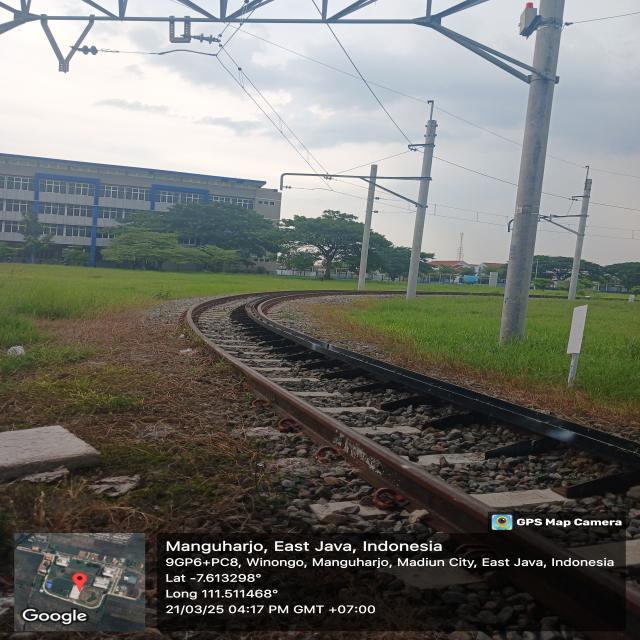 GPS Map Camera
Manguharjo, East Java, Indonesia
9GP6+PC8, Winongo, Manguharjo, Madiun City, East Java, Indonesia
Lat -7.613298°
Long 111.511468°
21/03/25 04:17 PM GMT +07:00
Google